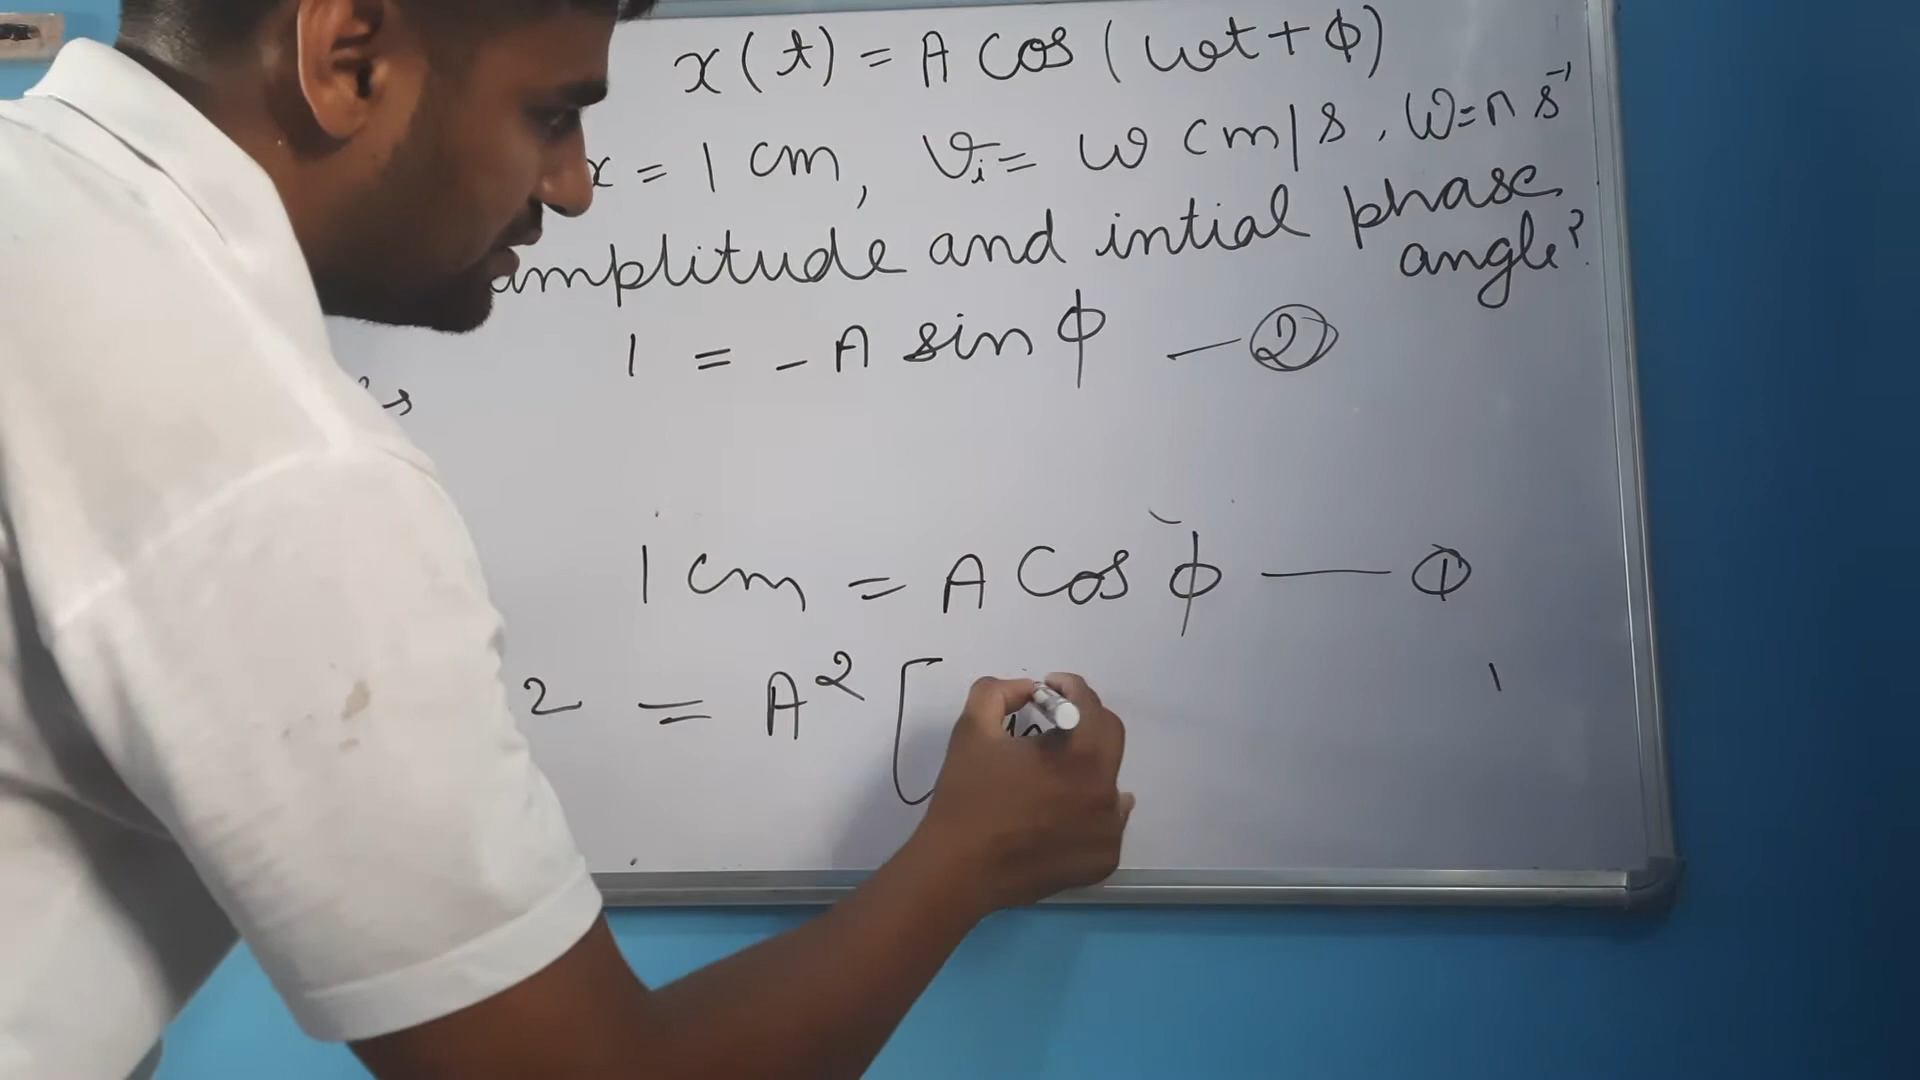 x(t) = A Cos (ωt + ϕ)
x = 1 cm, vᵢ = ω cm/s, ω = π s⁻¹
amplitude and intial phase
angle?
1 = - A sin ϕ — ②
1 cm = A Cos ϕ — ①
2 = A² [